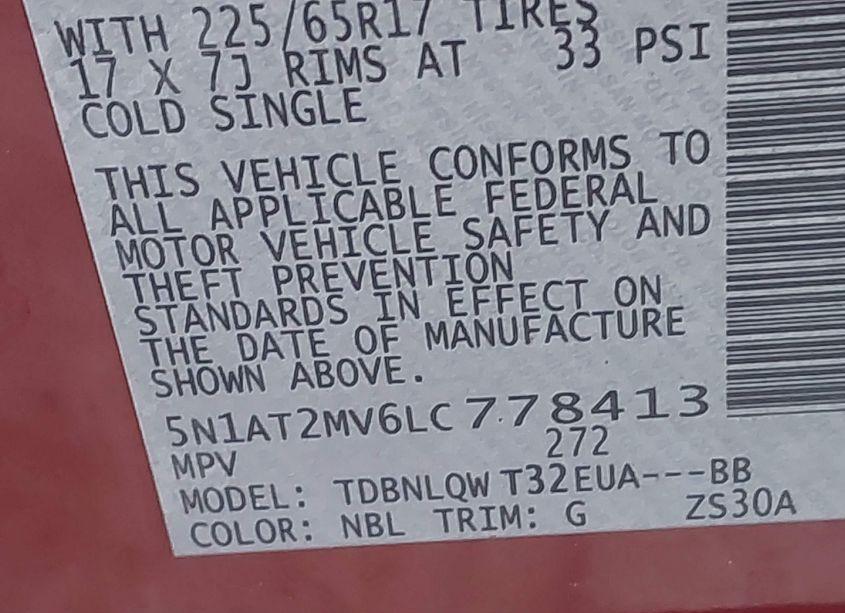 WITH 225/65R17 TIRES
17 X 7J RIMS AT 33 PSI
COLD SINGLE
THIS VEHICLE CONFORMS TO
ALL APPLICABLE FEDERAL
MOTOR VEHICLE SAFETY AND
THEFT PREVENTION
STANDARDS IN EFFECT ON
THE DATE OF MANUFACTURE
SHOWN ABOVE.
5N1AT2MV6LC778413
MPV 272
MODEL: TDBNLQW T32EUA---BB
COLOR: NBL TRIM: G ZS30A